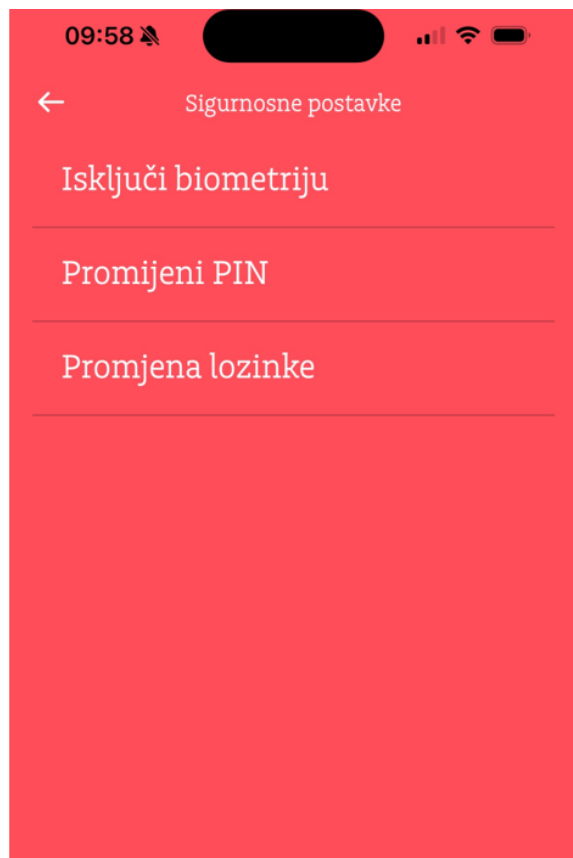 09:58
Sigurnosne postavke
Isključi biometriju
Promijeni PIN
Promjena lozinke